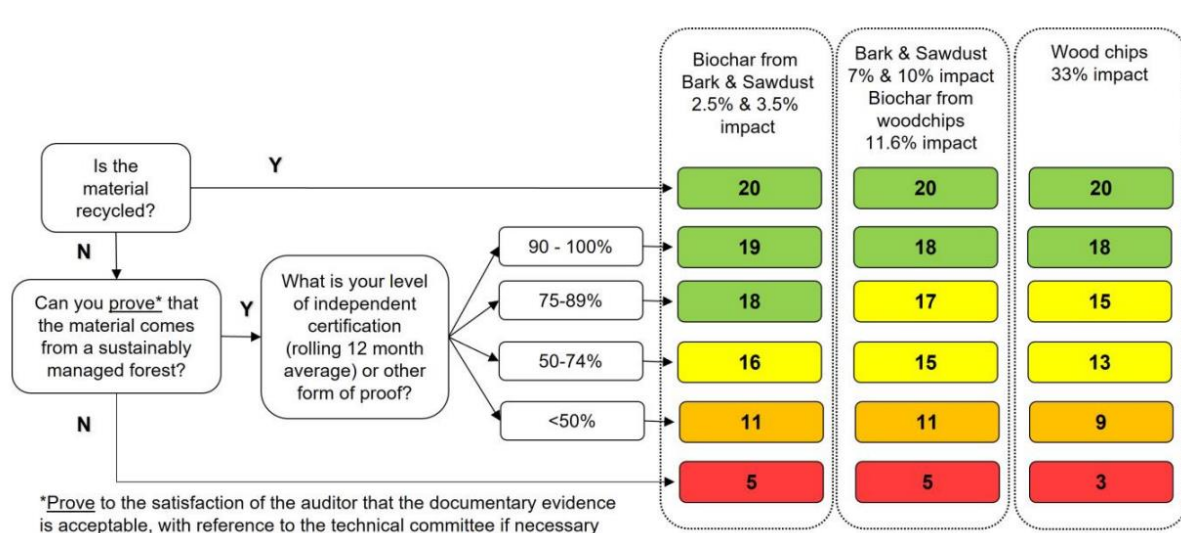 Biochar from
Bark & Sawdust
2.5% & 3.5%
impact
Bark & Sawdust
7% & 10% impact
Biochar from
woodchips
11.6% impact
Wood chips
33% impact
Is the
material
recycled?
Y
20
20
20
N
90 - 100%
19
18
18
Can you prove* that
the material comes
from a sustainably
managed forest?
Y
What is your level
of independent
certification
(rolling 12 month
average) or other
form of proof?
75-89%
18
17
15
50-74%
16
15
13
N
<50%
11
11
9
5
5
3
*Prove to the satisfaction of the auditor that the documentary evidence
is acceptable, with reference to the technical committee if necessary